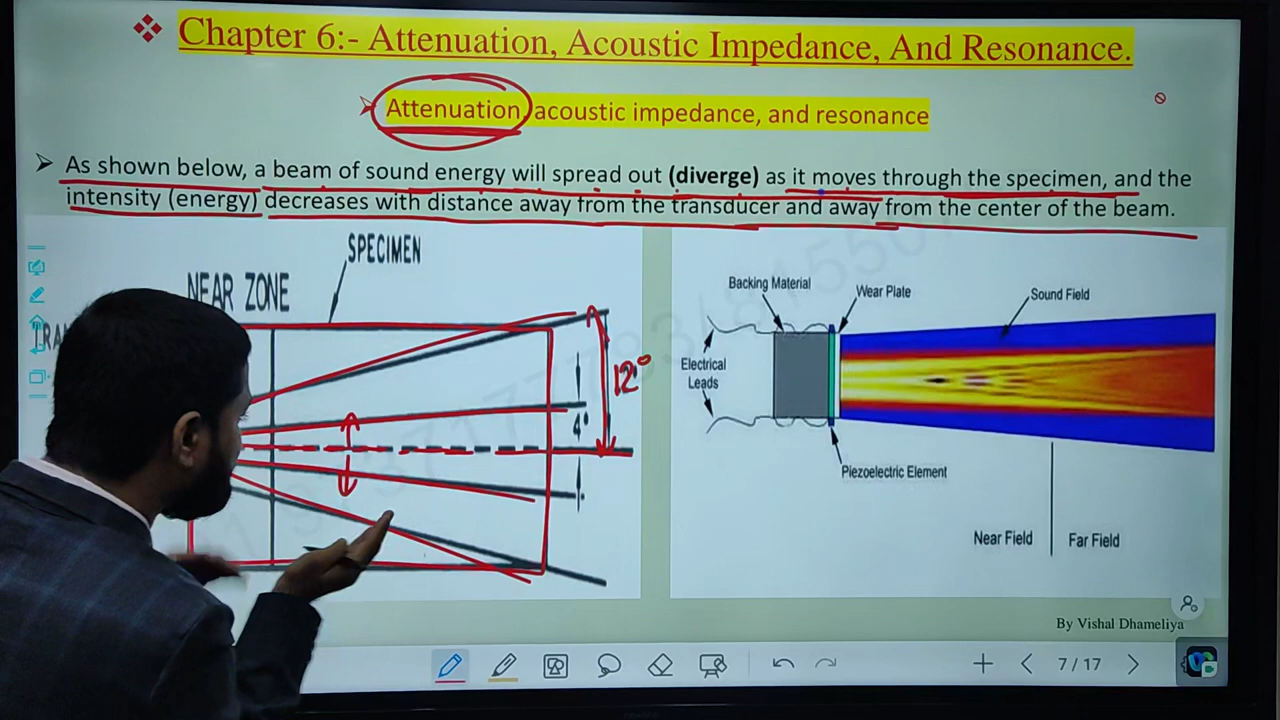 ❖ Chapter 6:- Attenuation, Acoustic Impedance, And Resonance.
➤ Attenuation, acoustic impedance, and resonance
➤ As shown below, a beam of sound energy will spread out (diverge) as it moves through the specimen, and the
intensity (energy) decreases with distance away from the transducer and away from the center of the beam.
SPECIMEN
NEAR ZONE
12°
4°
Backing Material
Wear Plate
Sound Field
Electrical
Leads
Piezoelectric Element
Near Field
Far Field
By Vishal Dhameliya
7 / 17